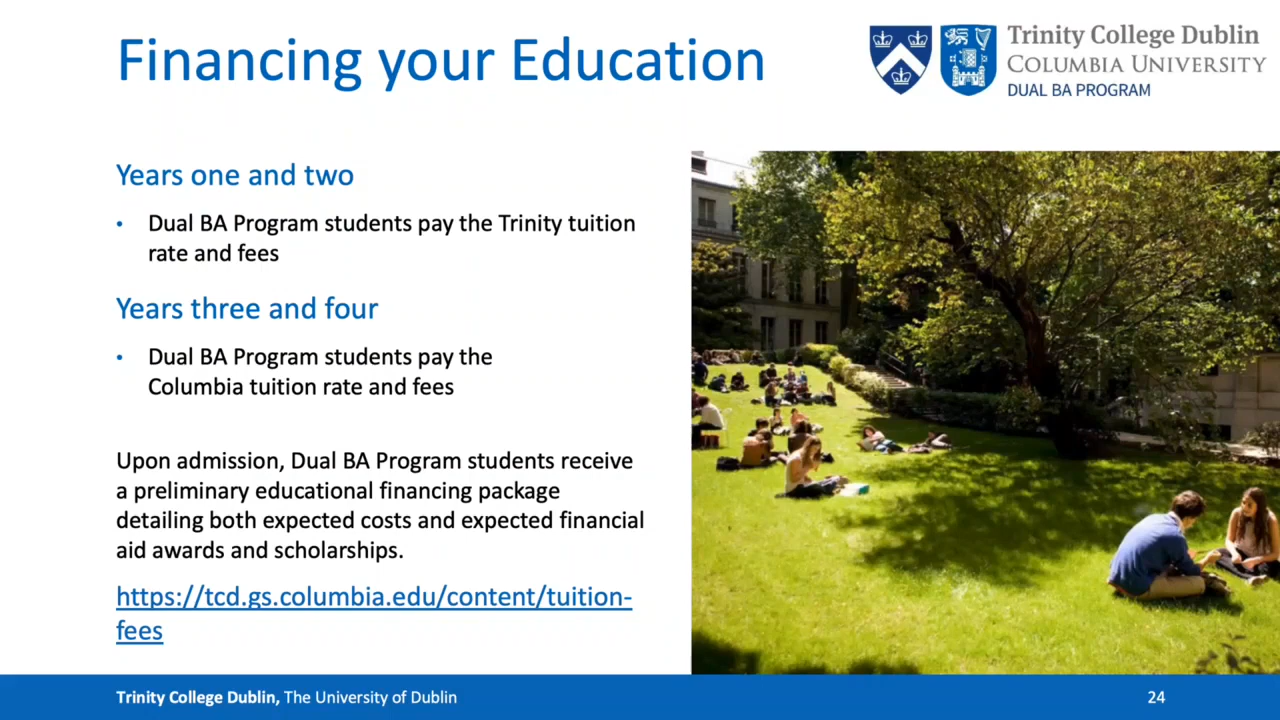 Financing your Education
Trinity College Dublin
COLUMBIA UNIVERSITY
DUAL BA PROGRAM
Years one and two
• Dual BA Program students pay the Trinity tuition
rate and fees
Years three and four
• Dual BA Program students pay the
Columbia tuition rate and fees
Upon admission, Dual BA Program students receive
a preliminary educational financing package
detailing both expected costs and expected financial
aid awards and scholarships.
https://tcd.gs.columbia.edu/content/tuition-
fees
Trinity College Dublin, The University of Dublin
24